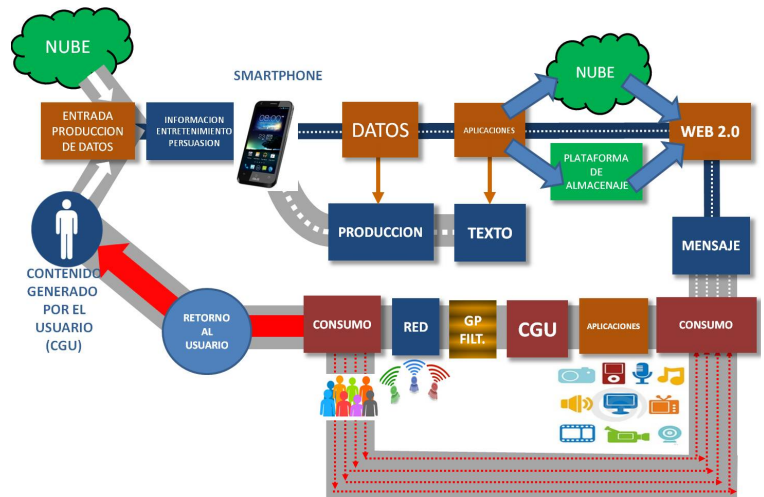 NUBE
SMARTPHONE
NUBE
ENTRADA
PRODUCCION
DE DATOS
INFORMACION
ENTRETENIMIENTO
PERSUASION
DATOS
APLICACIONES
WEB 2.0
PLATAFORMA
DE
ALMACENAJE
PRODUCCION
TEXTO
MENSAJE
CONTENIDO
GENERADO
POR EL
USUARIO
(CGU)
RETORNO
AL
USUARIO
CONSUMO
RED
GP
FILT.
CGU
APLICACIONES
CONSUMO